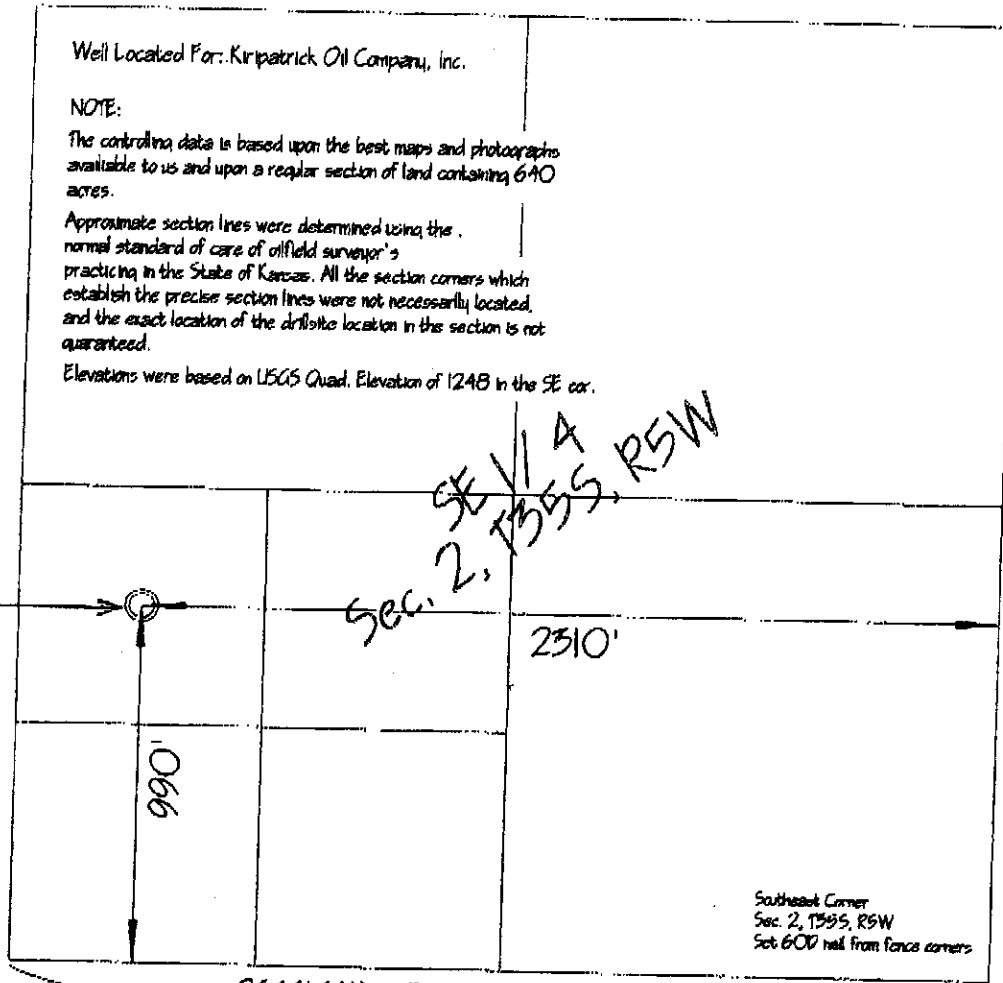 Well Located For: Kirpatrick Oil Company, Inc.
NOTE:
The controlling data is based upon the best maps and photographs
available to us and upon a regular section of land containing 640
acres.
Approximate section lines were determined using the
normal standard of care of oilfield surveyor's
practicing in the State of Kansas. All the section corners which
establish the precise section lines were not necessarily located,
and the exact location of the drillsite location in the section is not
guaranteed.
Elevations were based on USGS Quad. Elevation of 1248 in the SE cor.
SE 1/4
Sec. 2, T35S, R5W
2310'
990'
Southeast Corner
Sec. 2, T35S, R5W
Set 60D nail from fence corners